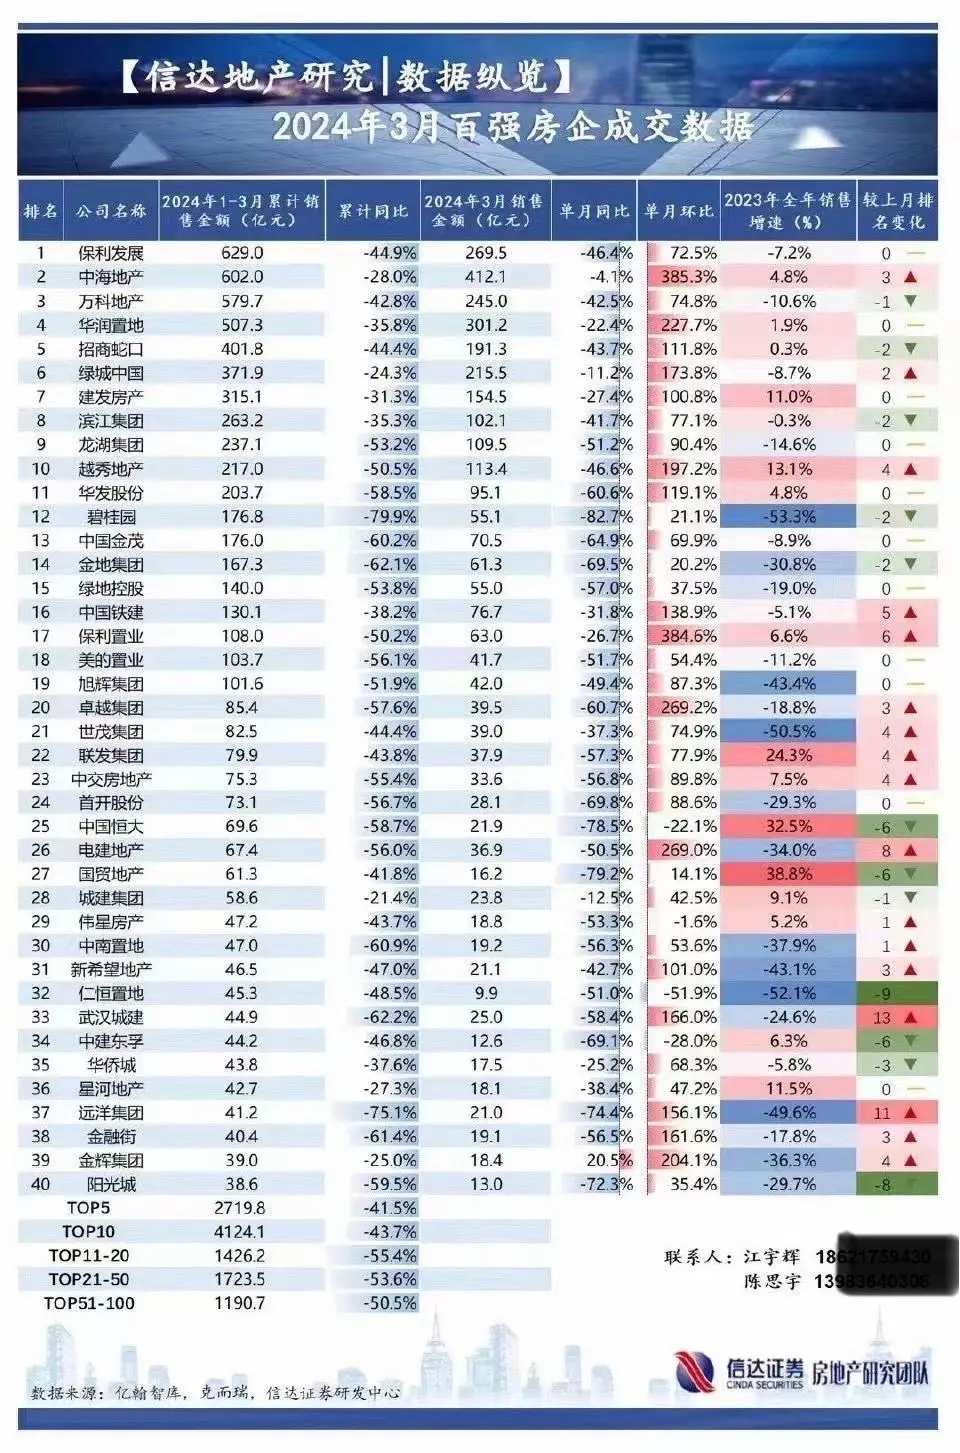 【信达地产研究|数据纵览】
2024年3月百强房企成交数据
排名 公司名称 2024年1-3月累计销售金额（亿元） 累计同比 2024年3月销售金额（亿元） 单月同比 单月环比 2023年全年销售增速（%） 较上月排名变化
1 保利发展 629.0 -44.9% 269.5 -46.4% 72.5% -7.2% 0 —
2 中海地产 602.0 -28.0% 412.1 -4.1% 385.3% 4.8% 3 ▲
3 万科地产 579.7 -42.8% 245.0 -42.5% 74.8% -10.6% -1 ▼
4 华润置地 507.3 -35.8% 301.2 -22.4% 227.7% 1.9% 0 —
5 招商蛇口 401.8 -44.4% 191.3 -43.7% 111.8% 0.3% -2 ▼
6 绿城中国 371.9 -24.3% 215.5 -11.2% 173.8% -8.7% 2 ▲
7 建发房产 315.1 -31.3% 154.5 -27.4% 100.8% 11.0% 0 —
8 滨江集团 263.2 -35.3% 102.1 -41.7% 77.1% -0.3% -2 ▼
9 龙湖集团 237.1 -53.2% 109.5 -51.2% 90.4% -14.6% 0 —
10 越秀地产 217.0 -50.5% 113.4 -46.6% 197.2% 13.1% 4 ▲
11 华发股份 203.7 -58.5% 95.1 -60.6% 119.1% 4.8% 0 —
12 碧桂园 176.8 -79.9% 55.1 -82.7% 21.1% -53.3% -2 ▼
13 中国金茂 176.0 -60.2% 70.5 -64.9% 69.9% -8.9% 0 —
14 金地集团 167.3 -62.1% 61.3 -69.5% 20.2% -30.8% -2 ▼
15 绿地控股 140.0 -53.8% 55.0 -57.0% 37.5% -19.0% 0 —
16 中国铁建 130.1 -38.2% 76.7 -31.8% 138.9% -5.1% 5 ▲
17 保利置业 108.0 -50.2% 63.0 -26.7% 384.6% 6.6% 6 ▲
18 美的置业 103.7 -56.1% 41.7 -51.7% 54.4% -11.2% 0 —
19 旭辉集团 101.6 -51.9% 42.0 -49.4% 87.3% -43.4% 0 —
20 卓越集团 85.4 -57.6% 39.5 -60.7% 269.2% -18.8% 3 ▲
21 世茂集团 82.5 -44.4% 39.0 -37.3% 74.9% -50.5% 4 ▲
22 联发集团 79.9 -43.8% 37.9 -57.3% 77.9% 24.3% 4 ▲
23 中交房地产 75.3 -55.4% 33.6 -56.8% 89.8% 7.5% 4 ▲
24 首开股份 73.1 -56.7% 28.1 -69.8% 88.6% -29.3% 0 —
25 中国恒大 69.6 -58.7% 21.9 -78.5% -22.1% 32.5% -6 ▼
26 电建地产 67.4 -56.0% 36.9 -50.5% 269.0% -34.0% 8 ▲
27 国贸地产 61.3 -41.8% 16.2 -79.2% 14.1% 38.8% -6 ▼
28 城建集团 58.6 -21.4% 23.8 -12.5% 42.5% 9.1% -1 ▼
29 伟星房产 47.2 -43.7% 18.8 -53.3% -1.6% 5.2% 1 ▲
30 中南置地 47.0 -60.9% 19.2 -56.3% 53.6% -37.9% 1 ▲
31 新希望地产 46.5 -47.0% 21.1 -42.7% 101.0% -43.1% 3 ▲
32 仁恒置地 45.3 -48.5% 9.9 -51.0% -51.9% -52.1% -9
33 武汉城建 44.9 -62.2% 25.0 -58.4% 166.0% -24.6% 13 ▲
34 中建东孚 44.2 -46.8% 12.6 -69.1% -28.0% 6.3% -6 ▼
35 华侨城 43.8 -37.6% 17.5 -25.2% 68.3% -5.8% -3 ▼
36 星河地产 42.7 -27.3% 18.1 -38.4% 47.2% 11.5% 0 —
37 远洋集团 41.2 -75.1% 21.0 -74.4% 156.1% -49.6% 11 ▲
38 金融街 40.4 -61.4% 19.1 -56.5% 161.6% -17.8% 3 ▲
39 金辉集团 39.0 -25.0% 18.4 20.5% 204.1% -36.3% 4 ▲
40 阳光城 38.6 -59.5% 13.0 -72.3% 35.4% -29.7% -8 ▼
TOP5 2719.8 -41.5%
TOP10 4124.1 -43.7%
TOP11-20 1426.2 -55.4%
TOP21-50 1723.5 -53.6%
TOP51-100 1190.7 -50.5%
联系人：江宇辉
陈思宇
信达证券 房地产研究团队
CINDA SECURITIES
数据来源：亿翰智库，克而瑞，信达证券研发中心